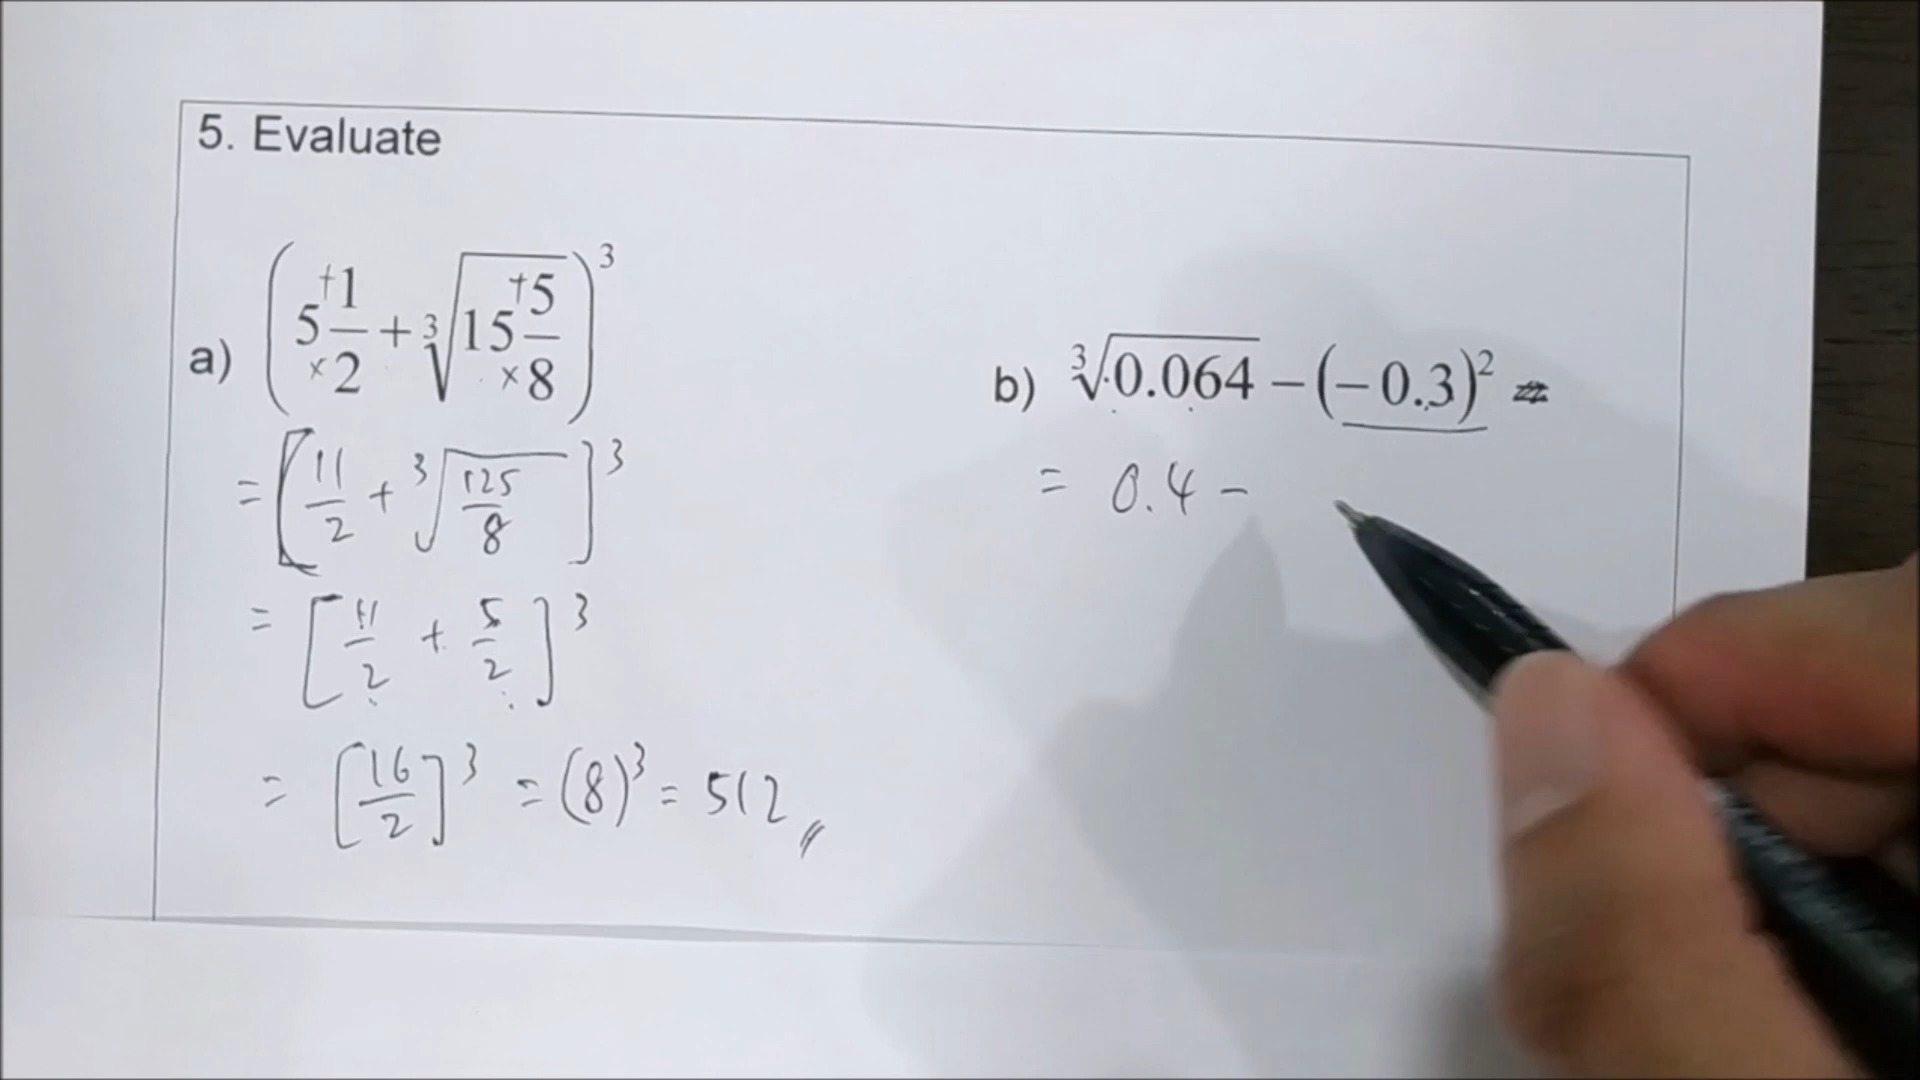 5. Evaluate
a) (5 +1/×2 + ∛(15 +5/×8))³
= [11/2 + ∛(125/8)]³
= [11/2 + 5/2]³
= [16/2]³ = (8)³ = 512
b) ∛0.064 − (−0.3)²
= 0.4 −